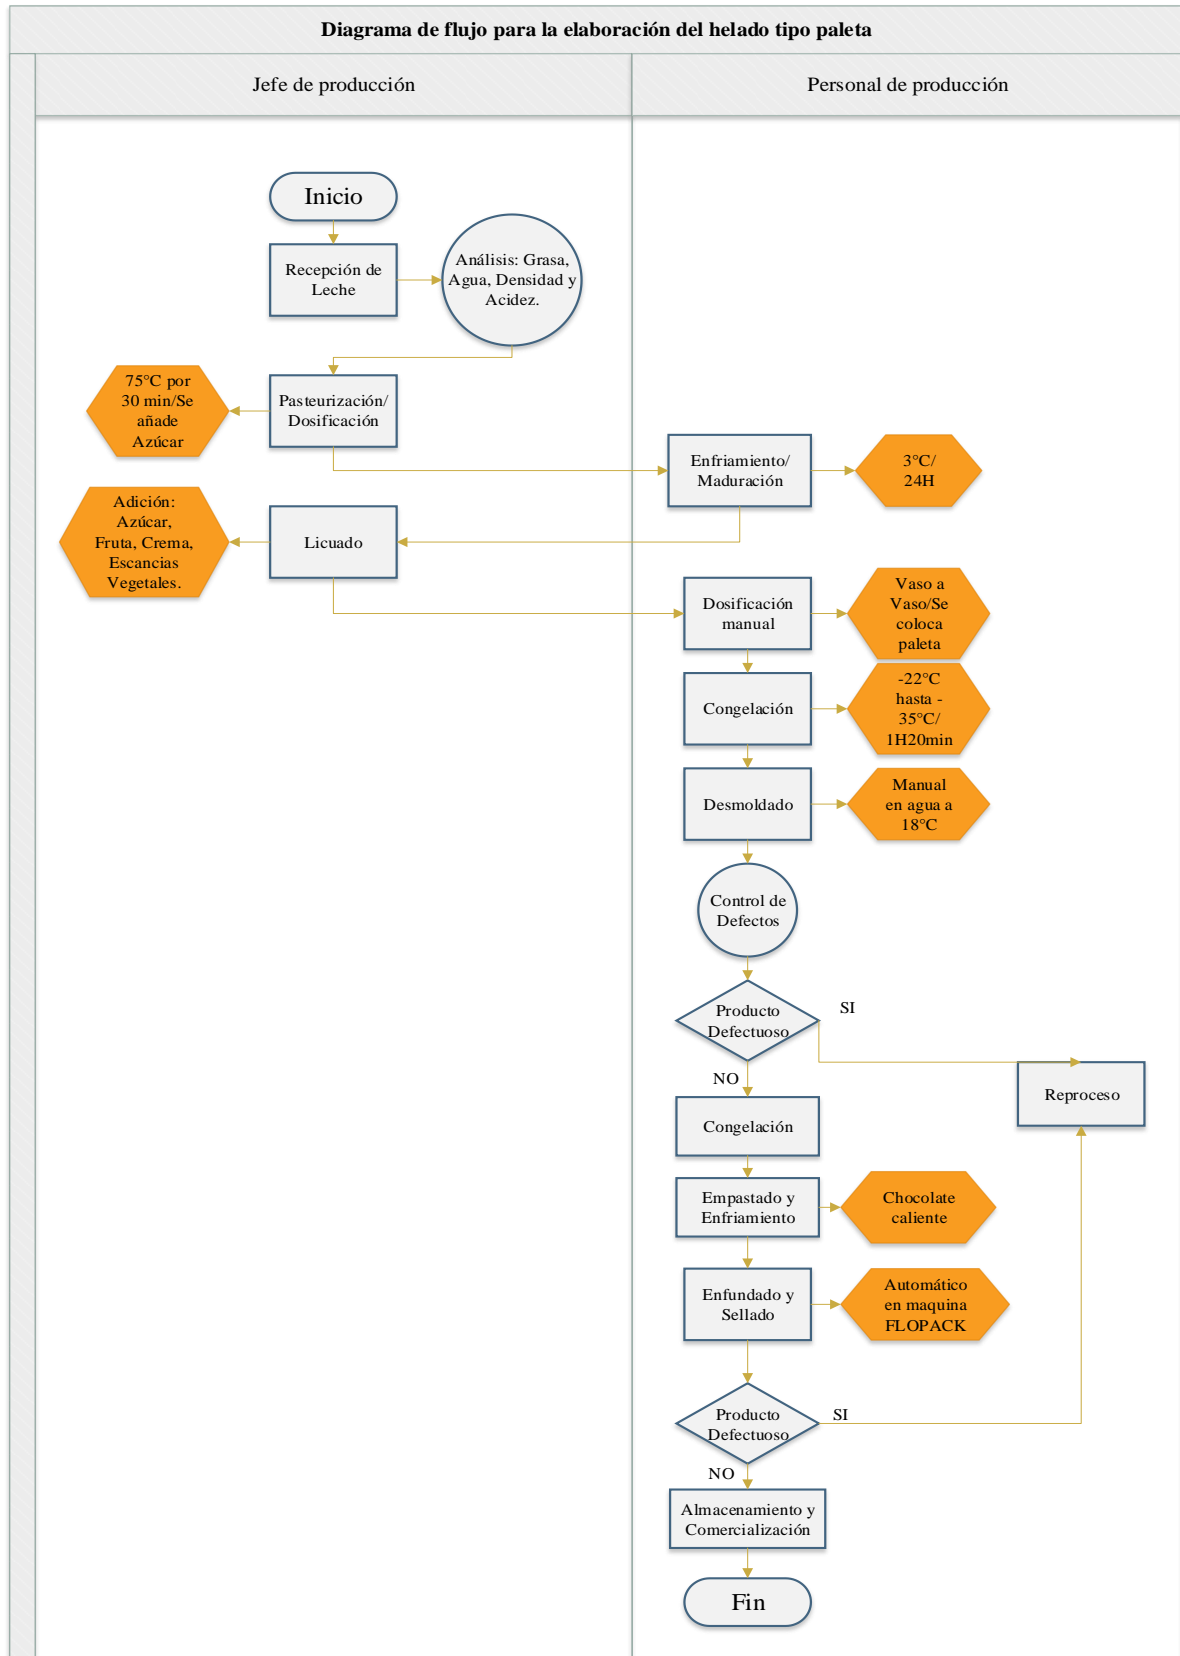 Diagrama de flujo para la elaboración del helado tipo paleta
Jefe de producción
Personal de producción
Inicio
Recepción de
Leche
Análisis: Grasa,
Agua, Densidad y
Acidez.
75°C por
30 min/Se
añade
Azúcar
Pasteurización/
Dosificación
Enfriamiento/
Maduración
3°C/
24H
Adición:
Azúcar,
Fruta, Crema,
Escancias
Vegetales.
Licuado
Dosificación
manual
Vaso a
Vaso/Se
coloca
paleta
Congelación
-22°C
hasta -
35°C/
1H20min
Desmoldado
Manual
en agua a
18°C
Control de
Defectos
Producto
Defectuoso
SI
NO
Reproceso
Congelación
Empastado y
Enfriamiento
Chocolate
caliente
Enfundado y
Sellado
Automático
en maquina
FLOPACK
Producto
Defectuoso
SI
NO
Almacenamiento y
Comercialización
Fin